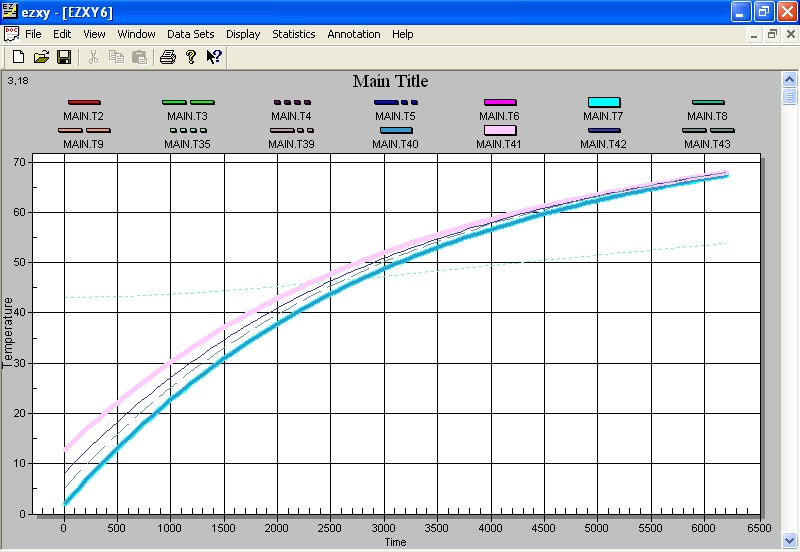 EZ ezxy - [EZXY6]
DOC File Edit View Window Data Sets Display Statistics Annotation Help
3,18
Main Title
MAIN.T2 MAIN.T3 MAIN.T4 MAIN.T5 MAIN.T6 MAIN.T7 MAIN.T8
MAIN.T9 MAIN.T35 MAIN.T39 MAIN.T40 MAIN.T41 MAIN.T42 MAIN.T43
70
60
50
40
30
20
10
0
Temperature
0 500 1000 1500 2000 2500 3000 3500 4000 4500 5000 5500 6000 6500
Time